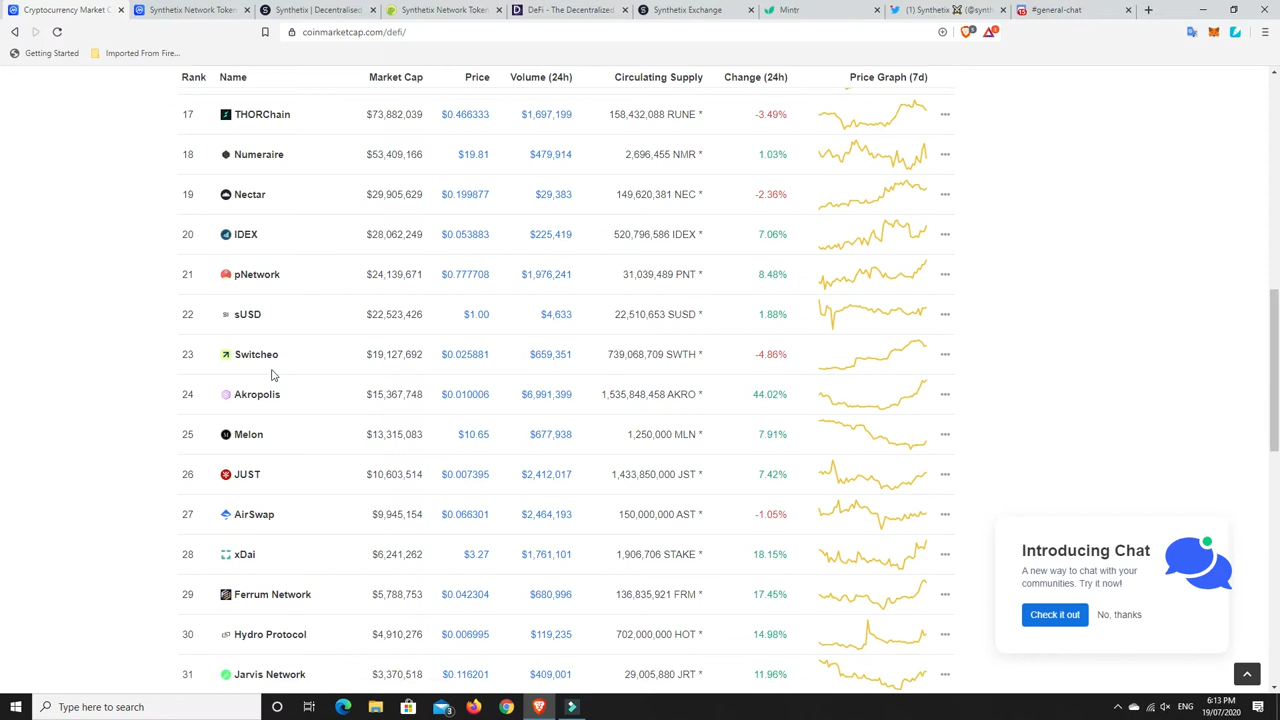 Cryptocurrency Market C
Synthetix Network Token
Synthetix | Decentralised
Synthetix Network Token
DeFi - The Decentralized
Synthetix Exchange
Mintr
(1) Synthetix
(@synth
#general-chat
coinmarketcap.com/defi/
Getting Started
Imported From Fire...
Rank Name Market Cap Price Volume (24h) Circulating Supply Change (24h) Price Graph (7d)
17 THORChain $73,882,039 $0.466333 $1,697,199 158,432,088 RUNE * -3.49%
18 Numeraire $53,409,166 $19.81 $479,914 2,696,455 NMR * 1.03%
19 Nectar $29,905,629 $0.199877 $29,383 149,620,381 NEC * -2.36%
20 IDEX $28,062,249 $0.053883 $225,419 520,796,586 IDEX * 7.06%
21 pNetwork $24,139,671 $0.777708 $1,976,241 31,039,489 PNT * 8.48%
22 sUSD $1.00 $4,633 22,510,653 SUSD * 1.88%
23 Switcheo $19,127,692 $0.025881 $659,351 739,068,709 SWTH * -4.86%
24 Akropolis $15,367,748 $0.010006 $6,991,399 1,535,848,458 AKRO * 44.02%
25 Melon $13,315,083 $10.65 $677,938 1,250,000 MLN * 7.91%
26 JUST $10,603,514 $0.007395 $2,412,017 1,433,850,000 JST * 7.42%
27 AirSwap $9,945,154 $0.066301 $2,464,193 150,000,000 AST * -1.05%
28 xDai $6,241,262 $3.27 $1,761,101 1,906,706 STAKE * 18.15%
29 Ferrum Network $5,788,752 $0.042304 $680,996 136,835,921 FRM * 17.45%
30 Hydro Protocol $4,910,276 $0.006995 $119,235 702,000,000 HOT * 14.98%
31 Jarvis Network $3,370,518 $0.116201 $409,001 29,005,880 JRT * 11.96%
Introducing Chat
A new way to chat with your
communities. Try it now!
Check it out No, thanks
Type here to search
ENG
6:13 PM
19/07/2020